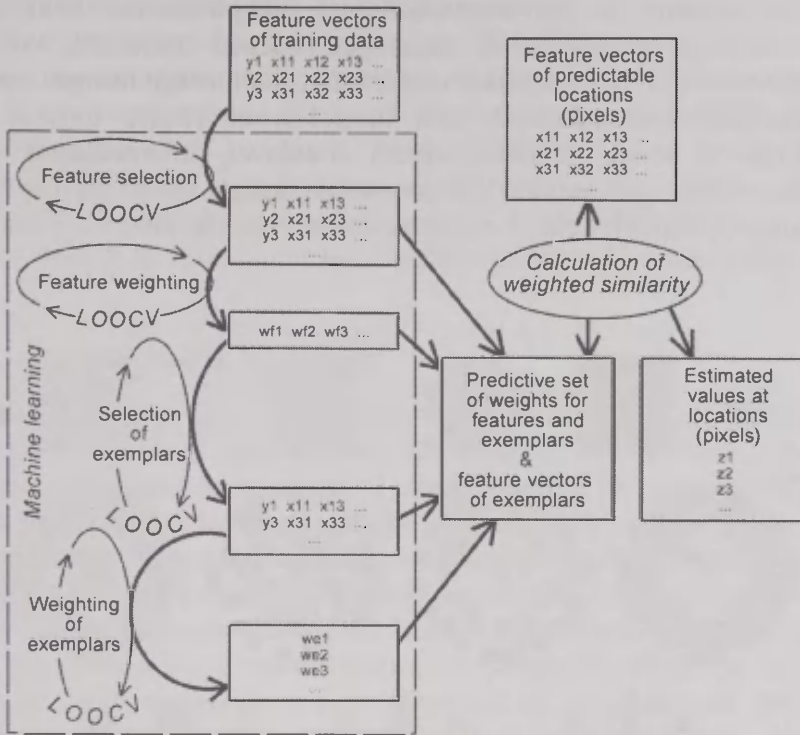 Feature vectors
of training data
y1 x11 x12 x13 ...
y2 x21 x22 x23 ..
y3 x31 x32 x33 ...
Feature selection
LOOCV
y1 x11 x13 ...
y2 x21 x23 ...
y3 x31 x33 ..
...
Feature weighting
LOOCV
wf1 wf2 wf3 ...
Machine learning
Selection
of
exemplars
LOOCV
y1 x11 x13 ...
y3 x31 x33 ..
...
Weighting
of
exemplars
LOOCV
we1
we2
we3
...
Feature vectors
of predictable
locations
(pixels)
x11 x12 x13 ..
x21 x22 x23 ...
x31 x32 x33 ...
...
Calculation of
weighted similarity
Predictive set
of weights for
features and
exemplars
&
feature vectors
of exemplars
Estimated
values at
locations
(pixels)
z1
z2
z3
...